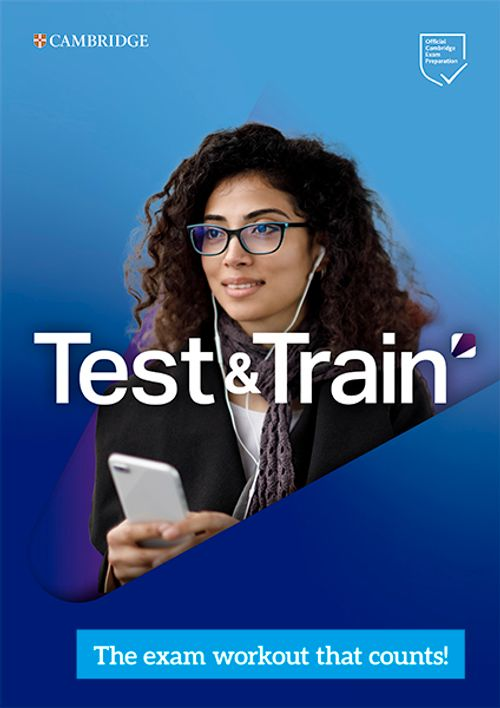 CAMBRIDGE
Official
Cambridge
Exam
Preparation
Test&Train
The exam workout that counts!